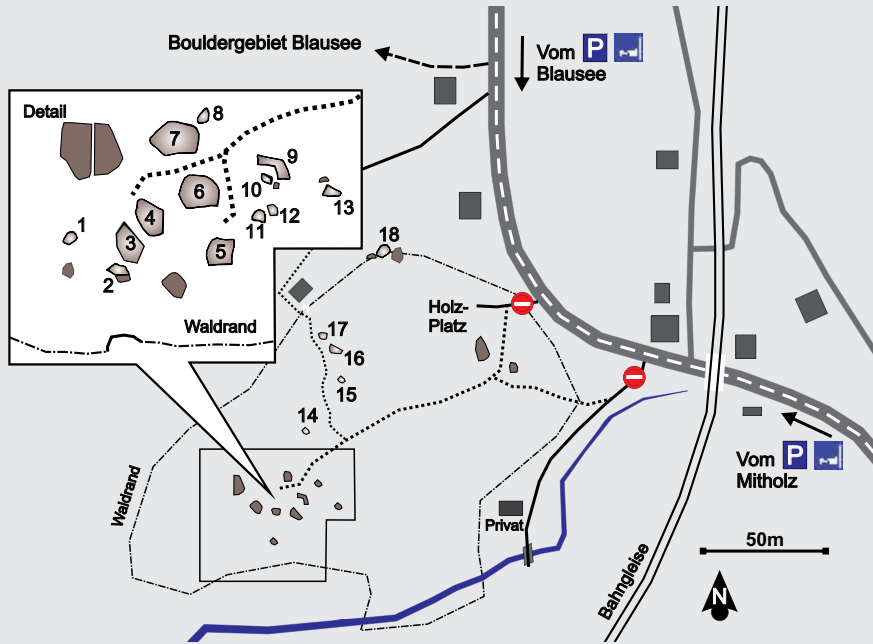 Bouldergebiet Blausee
Vom P
Blausee
Detail
8
7
9
10
6
13
12
11
1
4
3
5
2
18
Waldrand
Holz-
Platz
17
16
15
14
Waldrand
Vom P
Mitholz
Privat
50m
Bahngleise
N